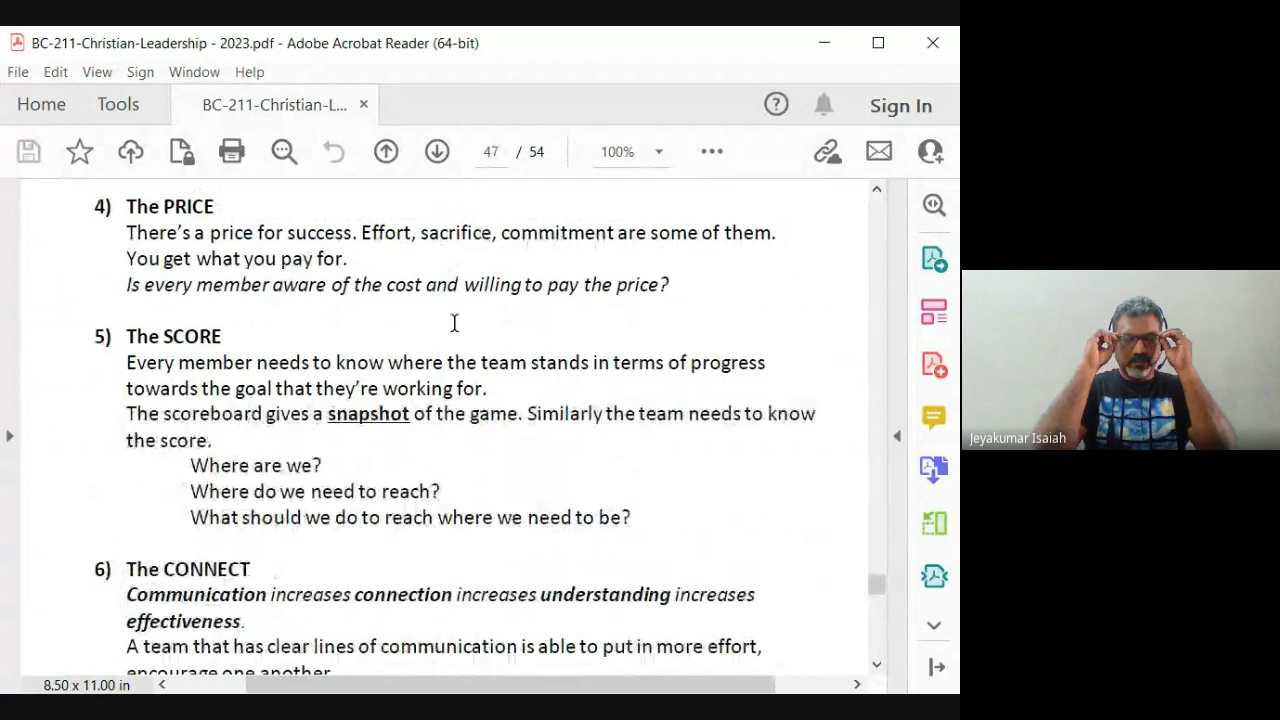 BC-211-Christian-Leadership - 2023.pdf - Adobe Acrobat Reader (64-bit)
File Edit View Sign Window Help
Home Tools BC-211-Christian-L... × Sign In
47 / 54 100%
4) The PRICE
There's a price for success. Effort, sacrifice, commitment are some of them.
You get what you pay for.
Is every member aware of the cost and willing to pay the price?
5) The SCORE
Every member needs to know where the team stands in terms of progress
towards the goal that they're working for.
The scoreboard gives a snapshot of the game. Similarly the team needs to know
the score.
Where are we?
Where do we need to reach?
What should we do to reach where we need to be?
6) The CONNECT
Communication increases connection increases understanding increases
effectiveness.
A team that has clear lines of communication is able to put in more effort,
encourage one another
8.50 x 11.00 in
Jeyakumar Isaiah